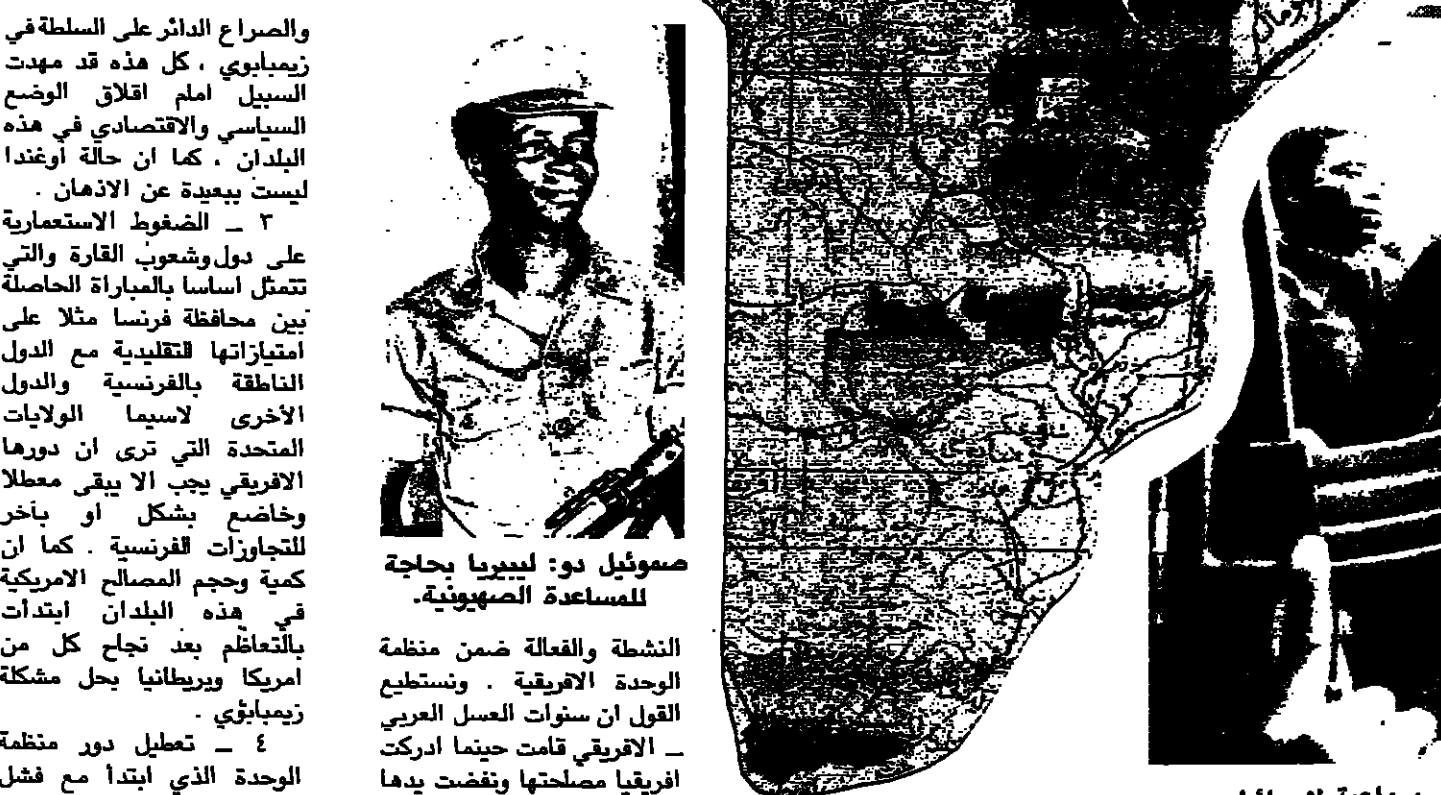 صموئيل دو: ليبيريا بحاجة
للمساعدة الصهيونية.
النشطة والفعالة ضمن منظمة
الوحدة الافريقية . ونستطيع
القول ان سنوات العسل العربي
ــ الافريقي قامت حينما ادركت
افريقيا مصلحتها ونفضت يدها
والصراع الدائر على السلطة في
زيمبابوي ، كل هذه قد مهدت
السبيل امام اقلاق الوضع
السياسي والاقتصادي في هذه
البلدان ، كما ان حالة أوغندا
ليست ببعيدة عن الاذهان .
٣ ــ الضغوط الاستعمارية
على دول وشعوب القارة والتي
تتمثل اساسا بالمباراة الحاصلة
بين محافظة فرنسا مثلا على
امتيازاتها التقليدية مع الدول
الناطقة بالفرنسية والدول
الأخرى لاسيما الولايات
المتحدة التي ترى ان دورها
الافريقي يجب الا يبقى معطلا
وخاضع بشكل او بآخر
للتجاوزات الفرنسية . كما ان
كمية وحجم المصالح الامريكية
في هذه البلدان ابتدأت
بالتعاظم بعد نجاح كل من
امريكا وبريطانيا بحل مشكلة
زيمبابؤي .
٤ ــ تعطيل دور منظمة
الوحدة الذي ابتدأ مع فشل